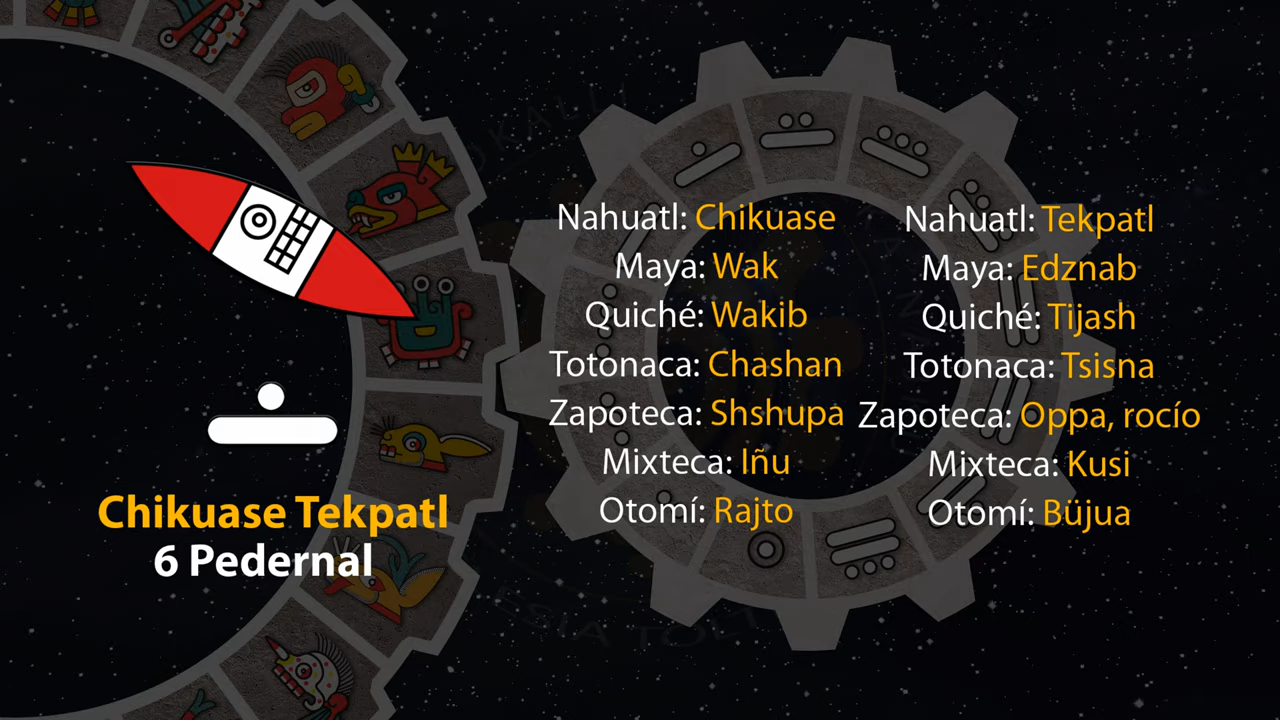 Chikuase Tekpatl
6 Pedernal
Nahuatl: Chikuase
Maya: Wak
Quiché: Wakib
Totonaca: Chashan
Zapoteca: Shshupa
Mixteca: Iñu
Otomí: Rajto
Nahuatl: Tekpatl
Maya: Edznab
Quiché: Tijash
Totonaca: Tsisna
Zapoteca: Oppa, rocío
Mixteca: Kusi
Otomí: Büjua